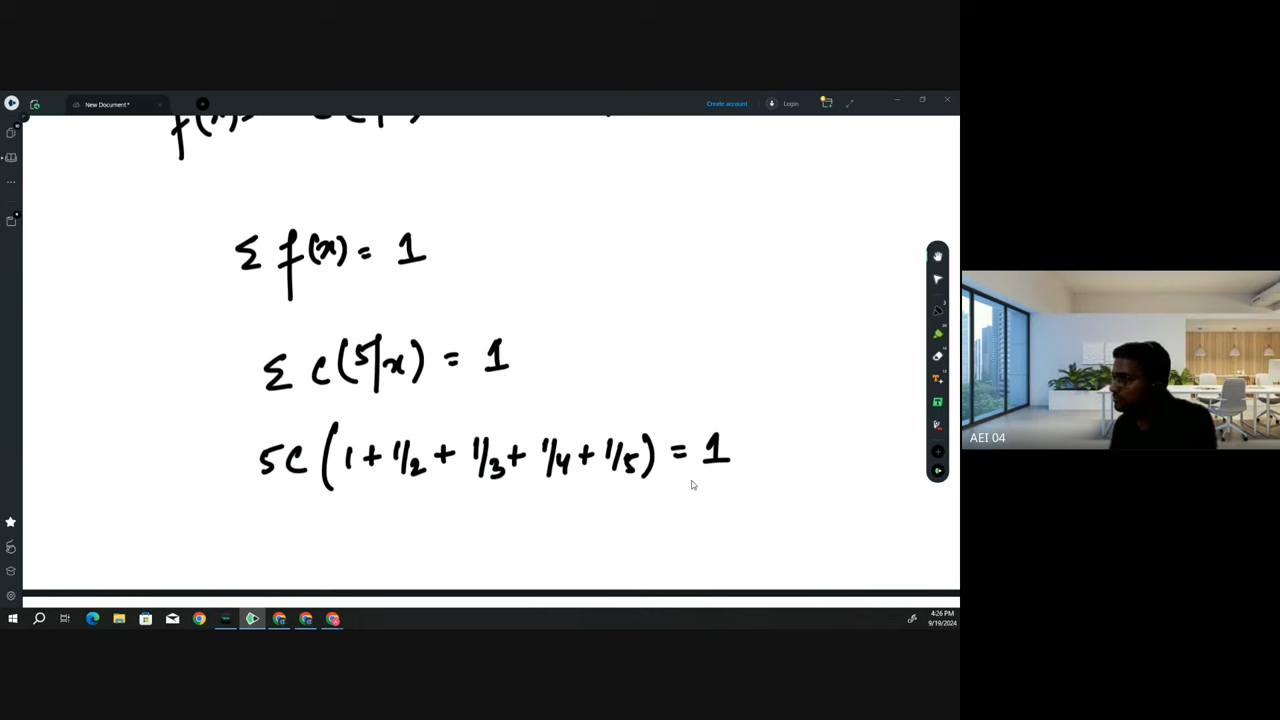 New Document*
Create account
Login
f(x)=
Σ f(x) = 1
Σ c(5/x) = 1
5C (1 + 1/2 + 1/3 + 1/4 + 1/5) = 1
AEI 04
4:26 PM
9/19/2024